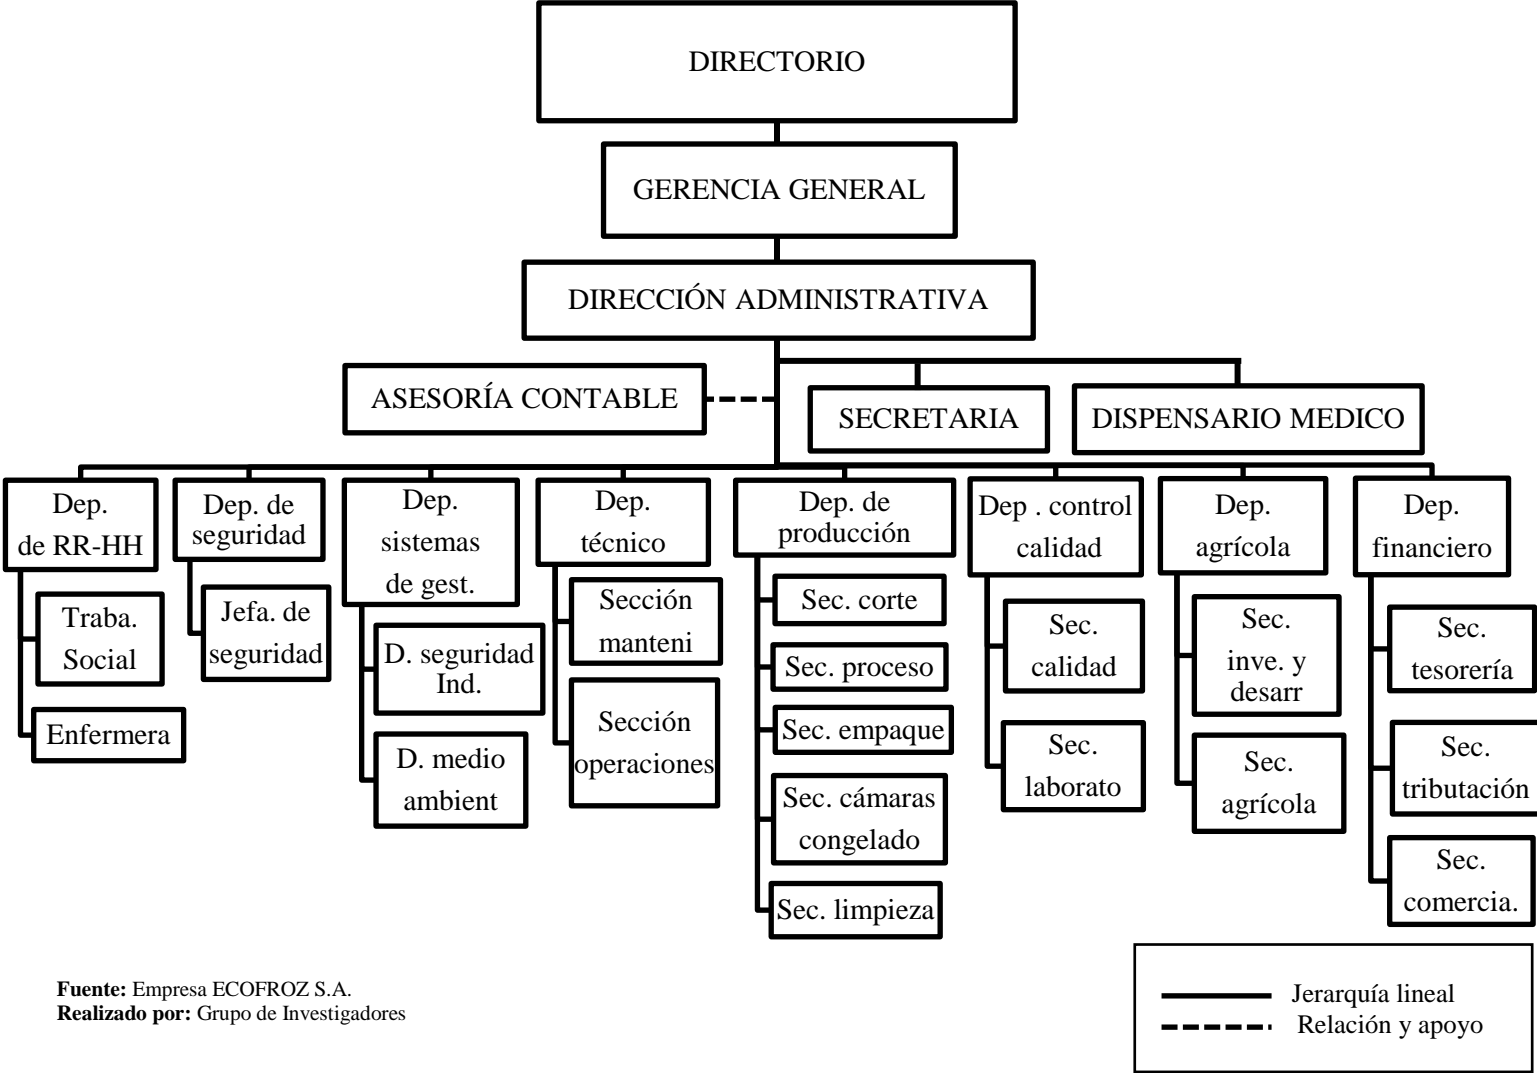 DIRECTORIO
GERENCIA GENERAL
DIRECCIÓN ADMINISTRATIVA
ASESORÍA CONTABLE
SECRETARIA
DISPENSARIO MEDICO
Dep.
de RR-HH
Traba.
Social
Enfermera
Dep. de
seguridad
Jefa. de
seguridad
Dep.
sistemas
de gest.
D. seguridad
Ind.
D. medio
ambient
Dep.
técnico
Sección
manteni
Sección
operaciones
Dep. de
producción
Sec. corte
Sec. proceso
Sec. empaque
Sec. cámaras
congelado
Sec. limpieza
Dep . control
calidad
Sec.
calidad
Sec.
laborato
Dep.
agrícola
Sec.
inve. y
desarr
Sec.
agrícola
Dep.
financiero
Sec.
tesorería
Sec.
tributación
Sec.
comercia.
Fuente: Empresa ECOFROZ S.A.
Realizado por: Grupo de Investigadores
Jerarquía lineal
Relación y apoyo